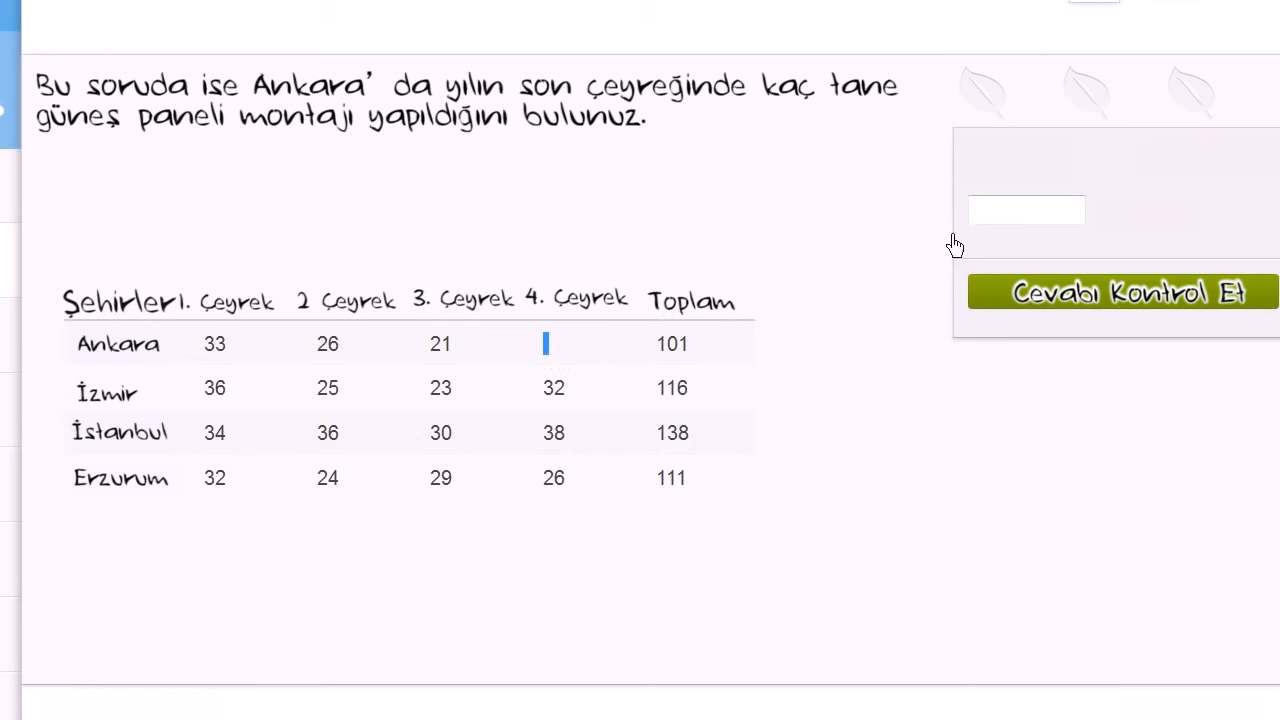 Bu soruda ise Ankara' da yılın son çeyreğinde kaç tane
güneş paneli montajı yapıldığını bulunuz.
Cevabı Kontrol Et
Şehirler 1. Çeyrek 2 Çeyrek 3. Çeyrek 4. Çeyrek Toplam
Ankara 33 26 21 101
İzmir 36 25 23 32 116
İstanbul 34 36 30 38 138
Erzurum 32 24 29 26 111